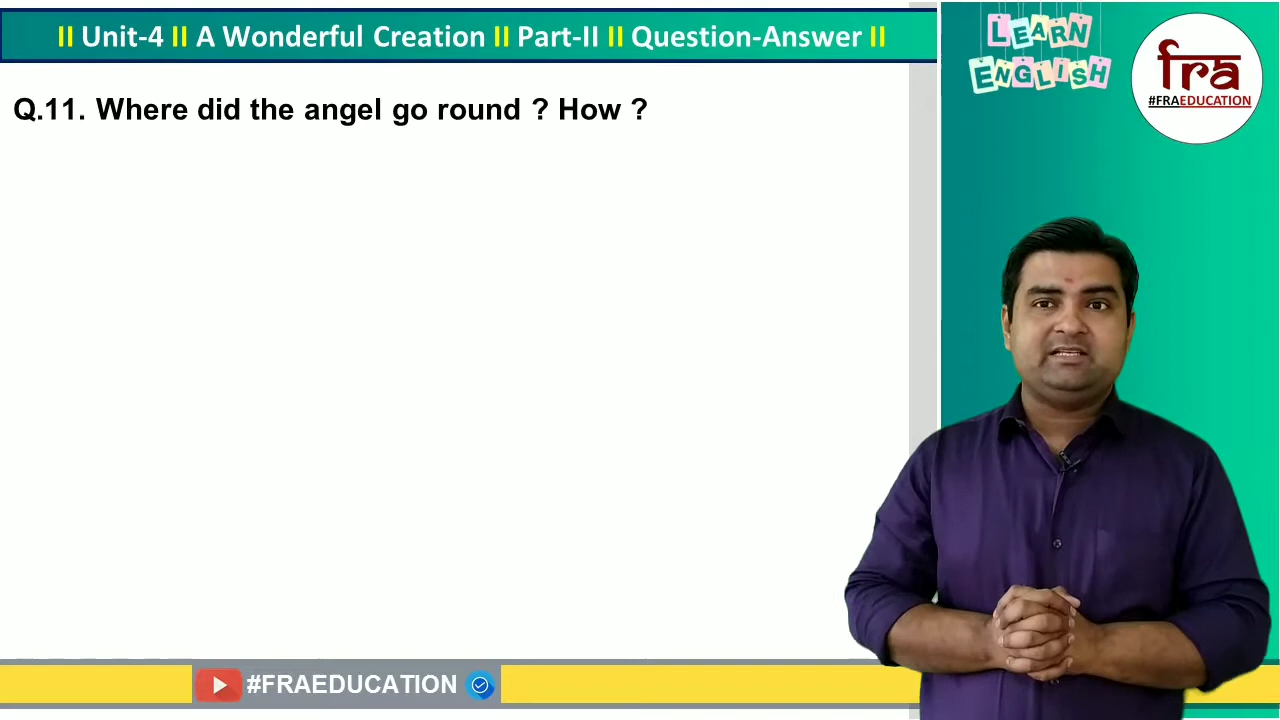 II Unit-4 II A Wonderful Creation II Part-II II Question-Answer II
LEARN
ENGLISH
fra
#FRAEDUCATION
Q.11. Where did the angel go round ? How ?
#FRAEDUCATION